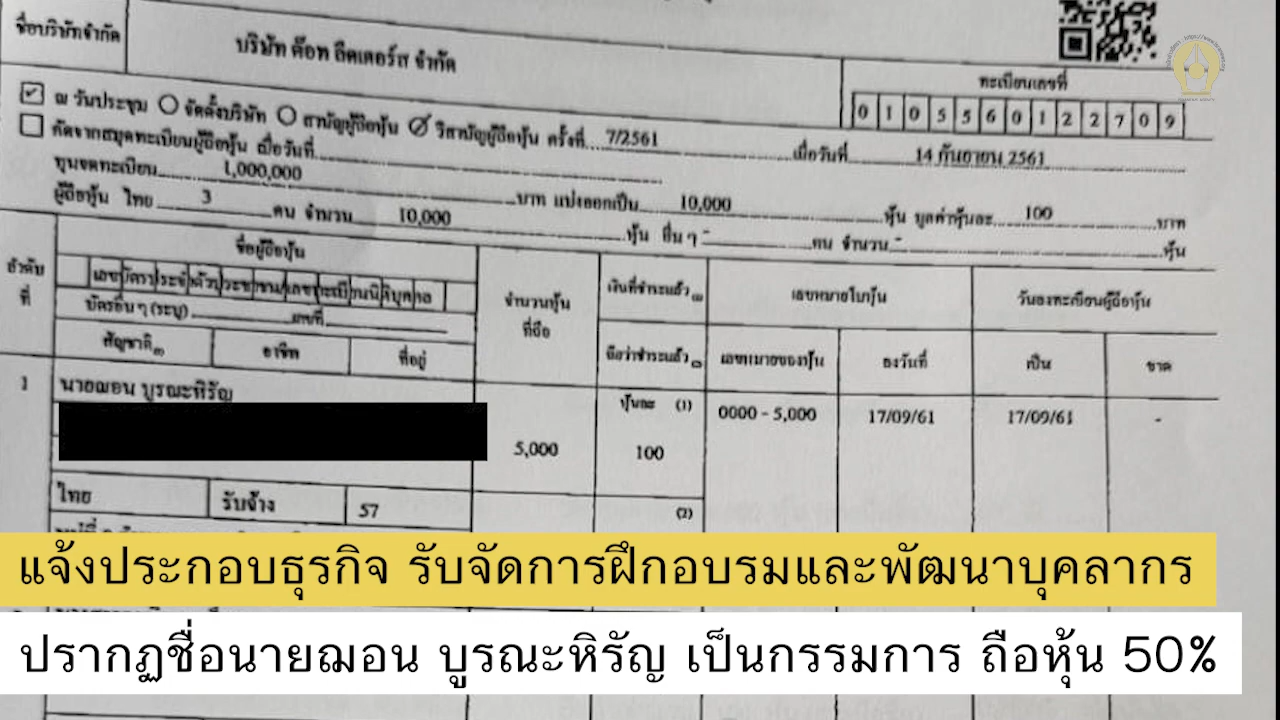 ชื่อบริษัทจำกัด
บริษัท ด๊อท ลีดเดอร์ส จำกัด
ทะเบียนเลขที่
0105560122709
ณ วันประชุม จัดตั้งบริษัท สามัญผู้ถือหุ้น วิสามัญผู้ถือหุ้น ครั้งที่ 7/2561 เมื่อวันที่ 14 กันยายน 2561
คัดจากสมุดทะเบียนผู้ถือหุ้น เมื่อวันที่
ทุนจดทะเบียน 1,000,000 บาท แบ่งออกเป็น 10,000 หุ้น มูลค่าหุ้นละ 100 บาท
ผู้ถือหุ้น ไทย 3 คน จำนวน 10,000 หุ้น อื่น ๆ - คน จำนวน - หุ้น
ลำดับที่
ชื่อผู้ถือหุ้น
เลขบัตรประจำตัวประชาชน/เลขทะเบียนนิติบุคคล
บัตรอื่น ๆ (ระบุ) เลขที่
สัญชาติ อาชีพ ที่อยู่
จำนวนหุ้น
ที่ถือ
เงินที่ชำระแล้ว
ถือว่าชำระแล้ว
เลขหมายใบหุ้น
เลขหมายของหุ้น ลงวันที่
วันลงทะเบียนผู้ถือหุ้น
เป็น ขาด
1 นายฌอน บูรณะหิรัญ
5,000
หุ้นละ (1)
100
0000 - 5,000 17/09/61 17/09/61 -
ไทย รับจ้าง 57
แจ้งประกอบธุรกิจ รับจัดการฝึกอบรมและพัฒนาบุคลากร
ปรากฏชื่อนายฌอน บูรณะหิรัญ เป็นกรรมการ ถือหุ้น 50%